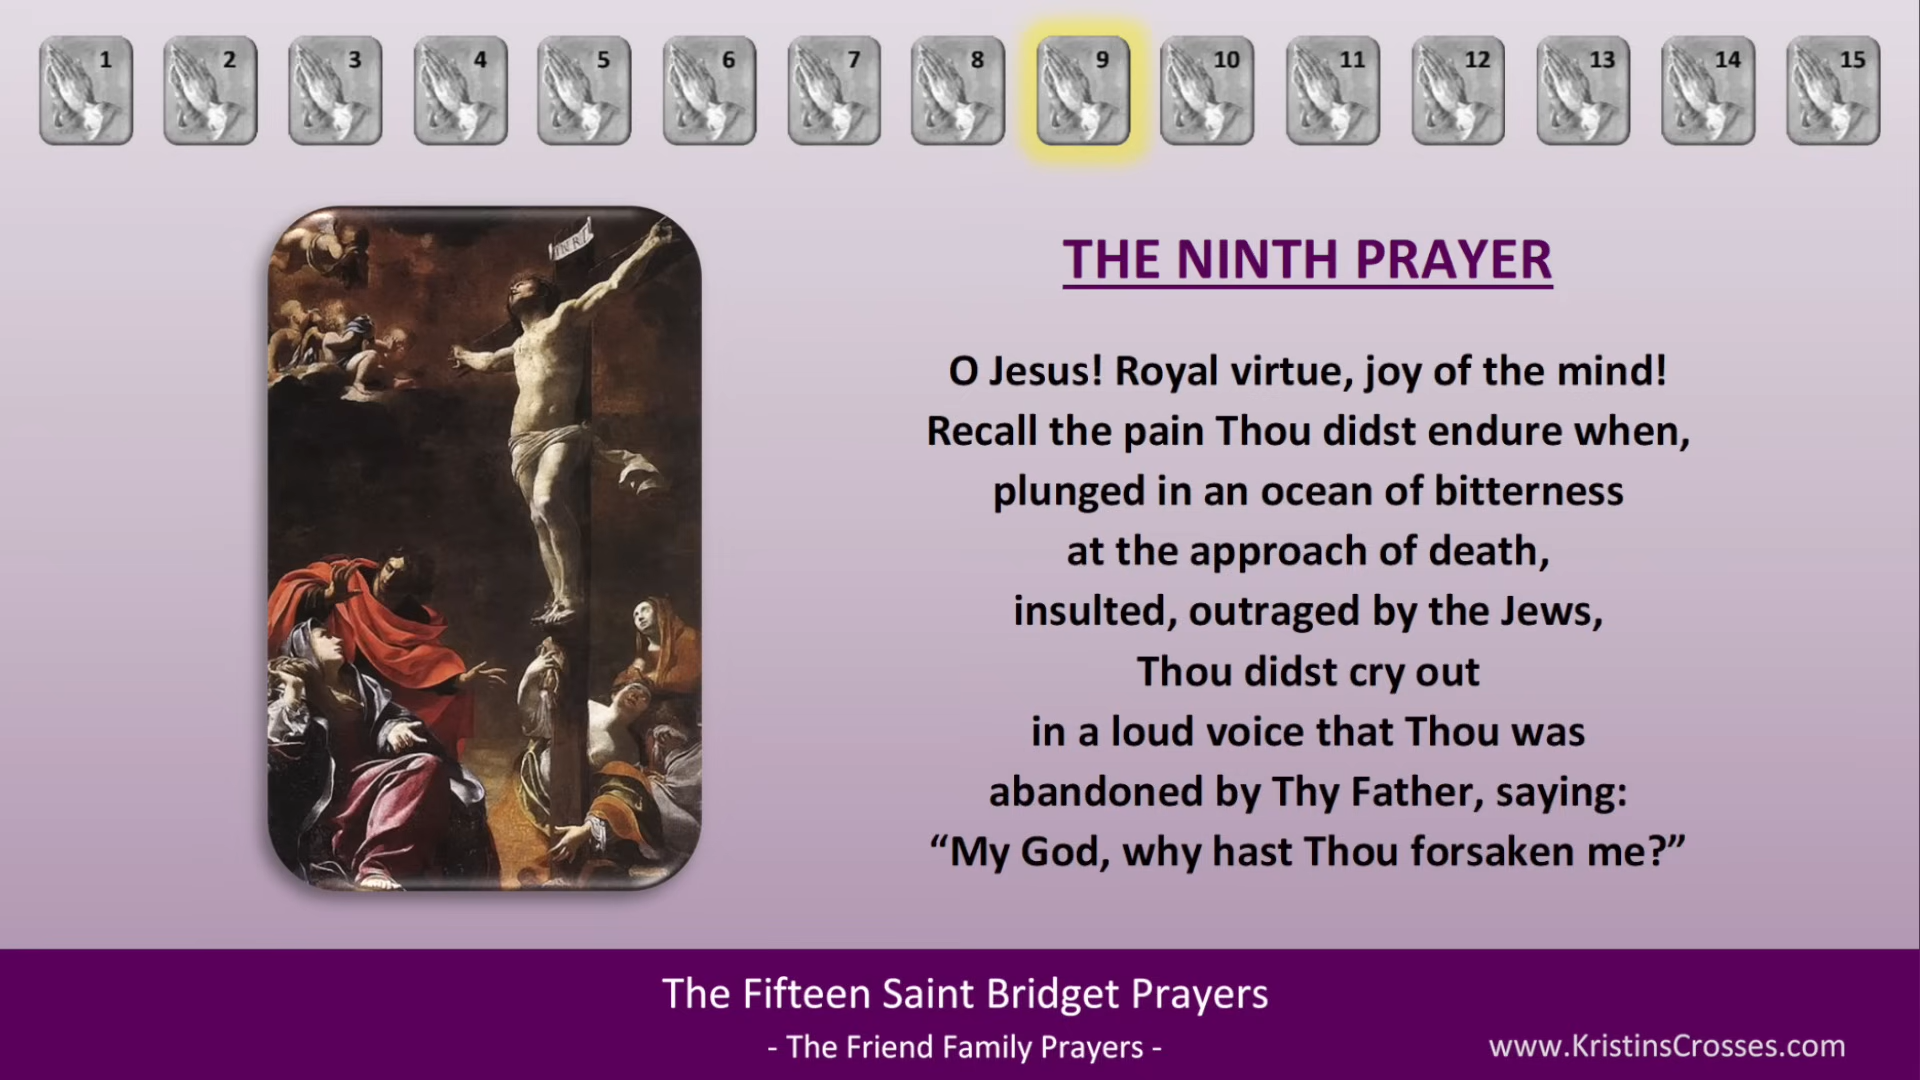 1 2 3 4 5 6 7 8 9 10 11 12 13 14 15
INRI
THE NINTH PRAYER
O Jesus! Royal virtue, joy of the mind!
Recall the pain Thou didst endure when,
plunged in an ocean of bitterness
at the approach of death,
insulted, outraged by the Jews,
Thou didst cry out
in a loud voice that Thou was
abandoned by Thy Father, saying:
“My God, why hast Thou forsaken me?”
The Fifteen Saint Bridget Prayers
- The Friend Family Prayers -
www.KristinsCrosses.com